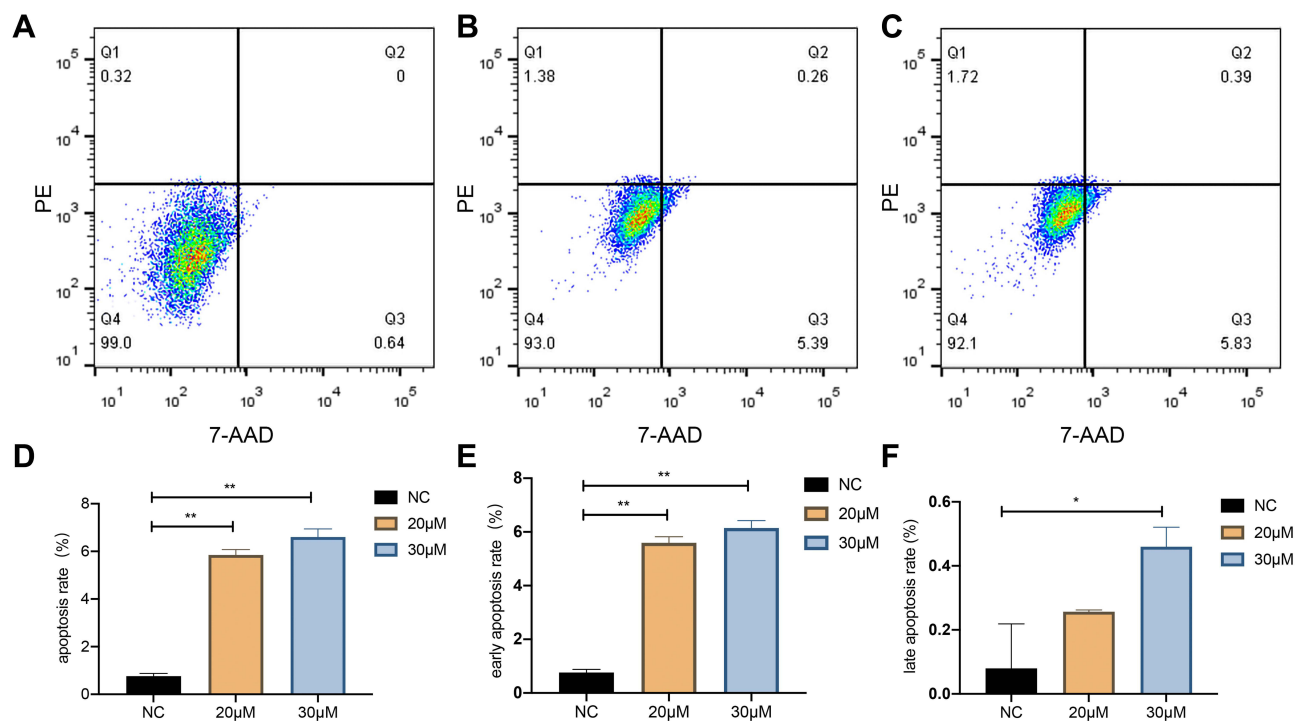 A
Q1
0.32
Q2
0
10^5
10^4
10^3
10^2
10^1
PE
Q4
99.0
Q3
0.64
10^1 10^2 10^3 10^4 10^5
7-AAD
B
Q1
1.38
Q2
0.26
10^5
10^4
10^3
10^2
10^1
PE
Q4
93.0
Q3
5.39
10^1 10^2 10^3 10^4 10^5
7-AAD
C
Q1
1.72
Q2
0.39
10^5
10^4
10^3
10^2
10^1
PE
Q4
92.1
Q3
5.83
10^1 10^2 10^3 10^4 10^5
7-AAD
D
apoptosis rate (%)
8
6
4
2
0
**
**
NC 20μM 30μM
NC
20μM
30μM
E
early apoptosis rate (%)
8
6
4
2
0
**
**
NC 20μM 30μM
NC
20μM
30μM
F
late apoptosis rate (%)
0.6
0.4
0.2
0.0
*
NC 20μM 30μM
NC
20μM
30μM